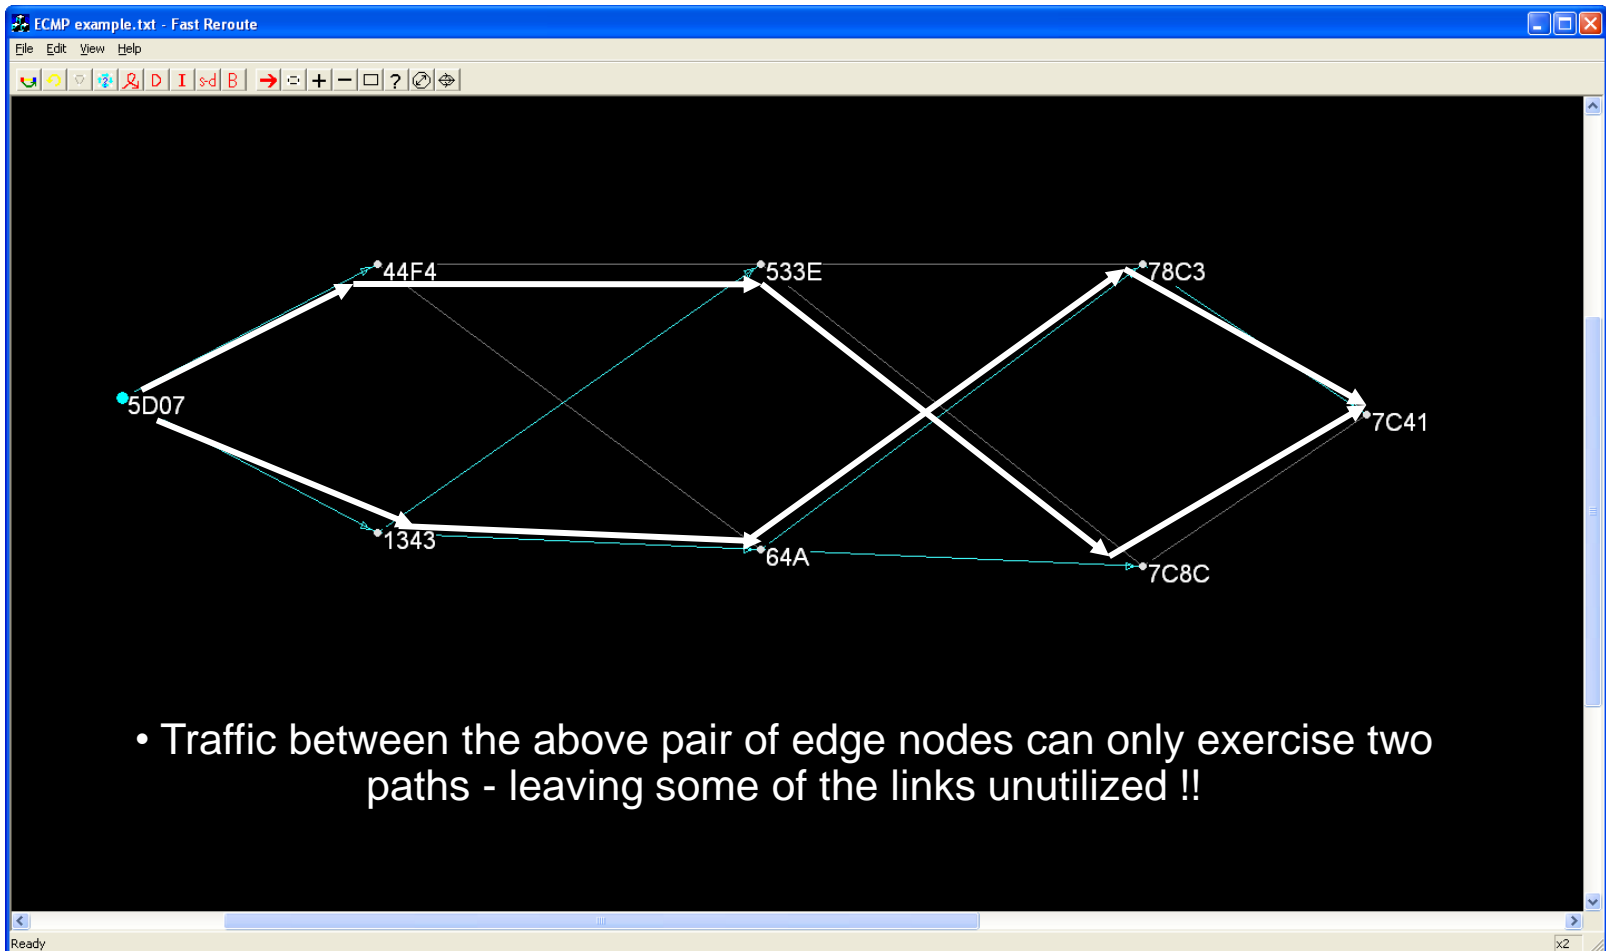 ECMP example.txt - Fast Reroute
File Edit View Help
D I s-d B ?
44F4 533E 78C3
5D07
7C41
1343
64A
7C8C
• Traffic between the above pair of edge nodes can only exercise two
paths - leaving some of the links unutilized !!
Ready x2